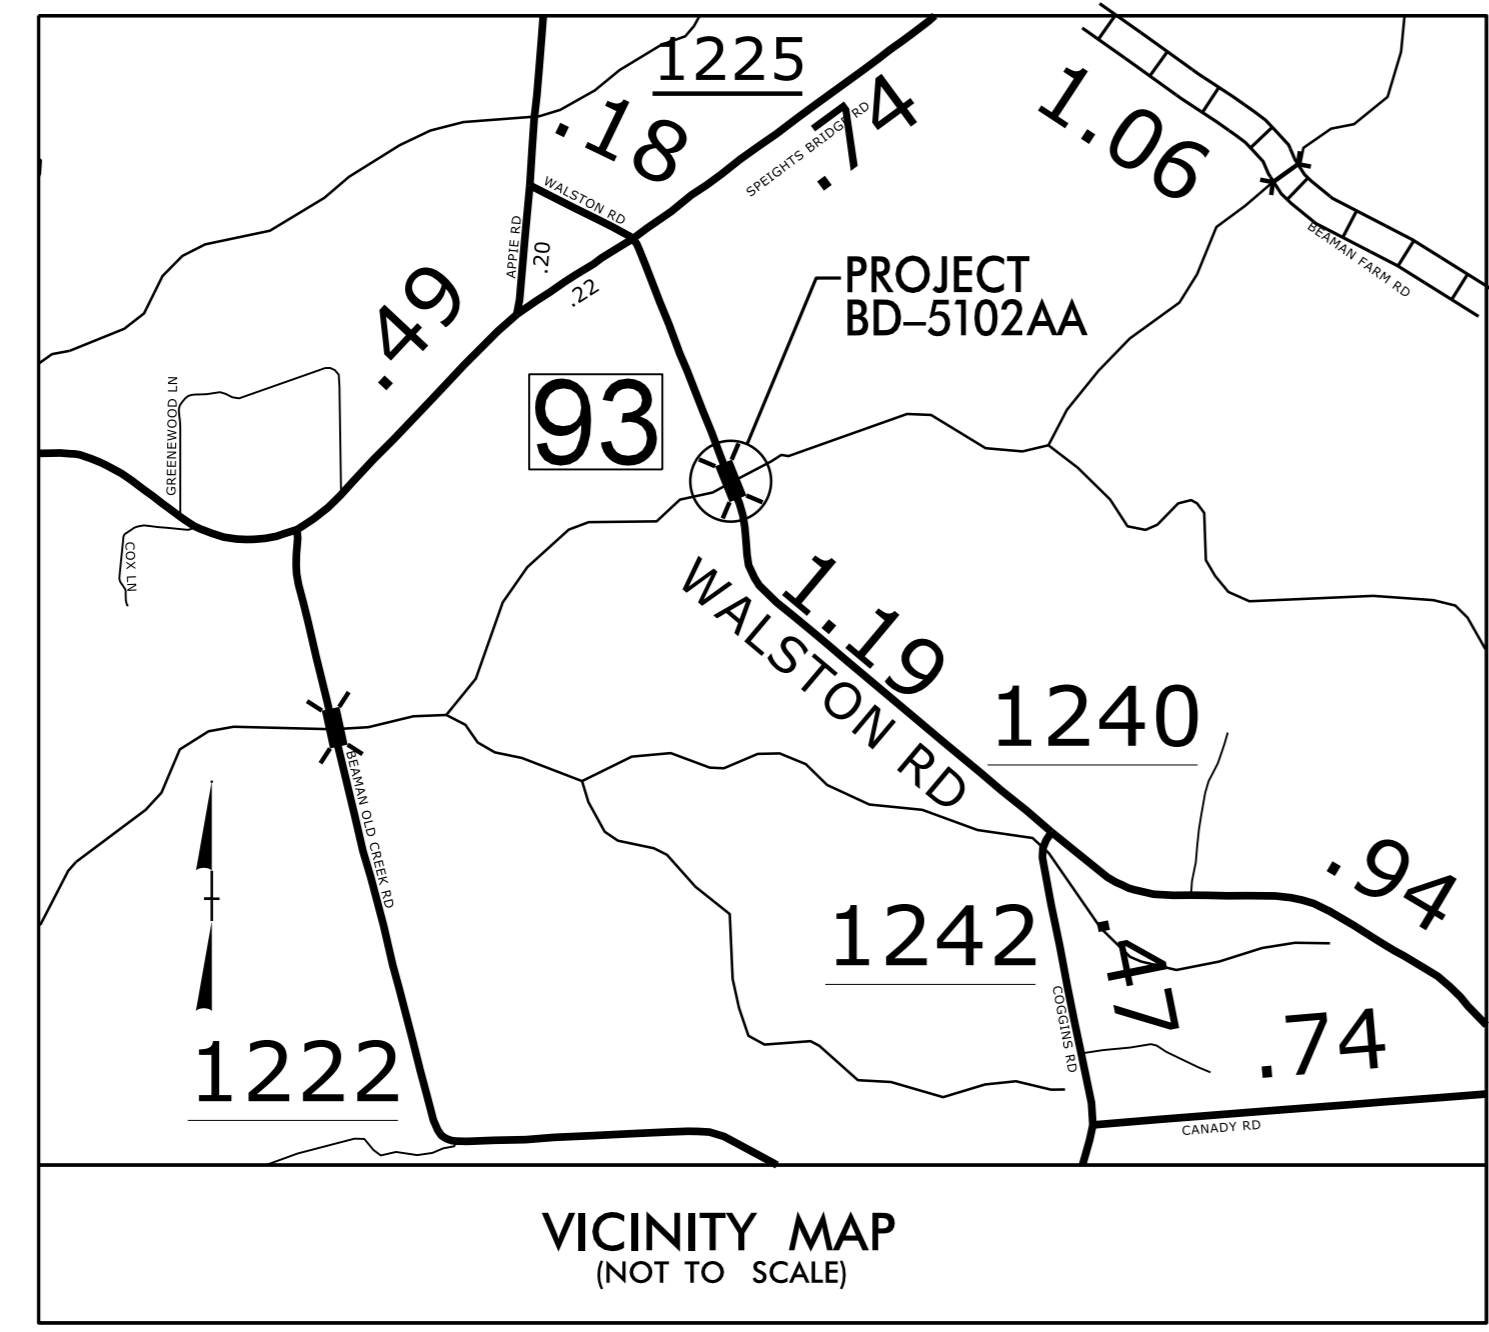 1225
.18
.74
1.06
WALSTON RD
SPEIGHTS BRIDGE RD
APPIE RD
.20
.22
BEAMAN FARM RD
PROJECT
BD–5102AA
.49
93
GREENEWOOD LN
COX LN
1.19
WALSTON RD
1240
BEAMAN OLD CREEK RD
.94
1242
.47
COGGINS RD
.74
1222
CANADY RD
VICINITY MAP
(NOT TO SCALE)